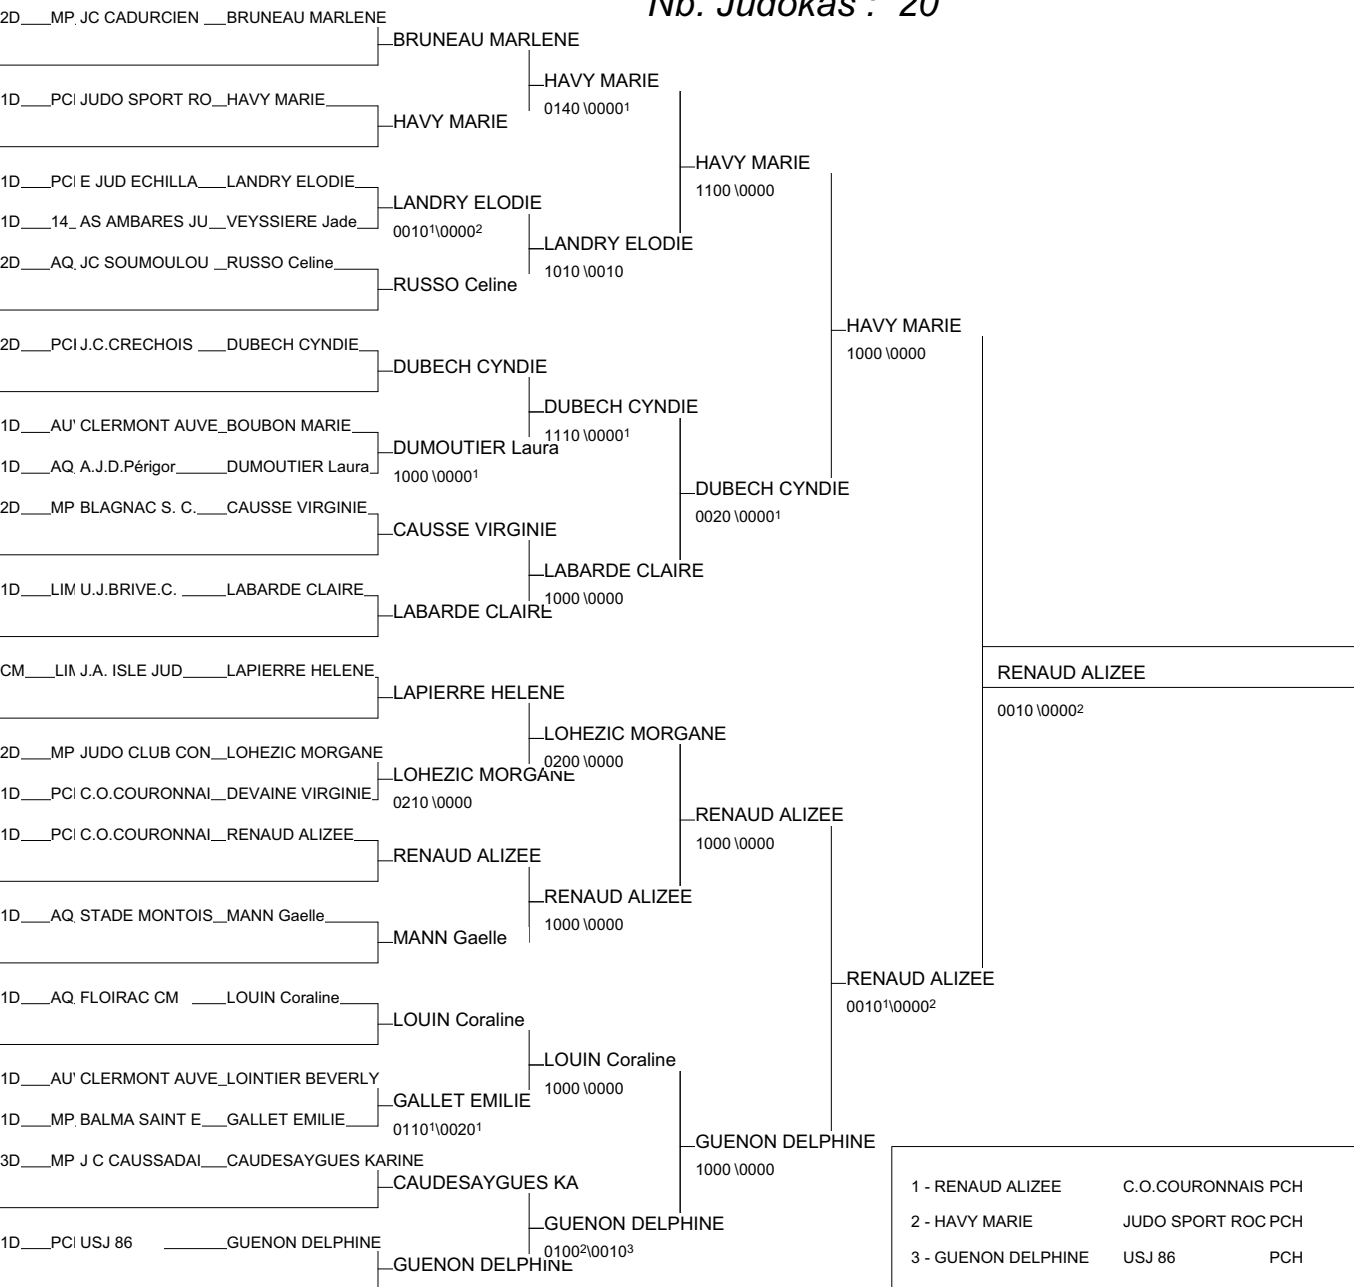 Nb. Judokas : 20
2D MP JC CADURCIEN BRUNEAU MARLENE
BRUNEAU MARLENE
HAVY MARIE
0140 \0000¹
1D PCH JUDO SPORT RO HAVY MARIE
HAVY MARIE
HAVY MARIE
1100 \0000
1D PCH E JUD ECHILLA LANDRY ELODIE
LANDRY ELODIE
0010¹\0000²
1D 14_ AS AMBARES JU VEYSSIERE Jade
LANDRY ELODIE
1010 \0010
2D AQ JC SOUMOULOU RUSSO Celine
RUSSO Celine
HAVY MARIE
1000 \0000
2D PCH J.C.CRECHOIS DUBECH CYNDIE
DUBECH CYNDIE
DUBECH CYNDIE
1110 \0000¹
1D AUV CLERMONT AUVE BOUBON MARIE
DUMOUTIER Laura
1000 \0000¹
1D AQ A.J.D.Périgor DUMOUTIER Laura
DUBECH CYNDIE
0020 \0000¹
2D MP BLAGNAC S. C. CAUSSE VIRGINIE
CAUSSE VIRGINIE
LABARDE CLAIRE
1000 \0000
1D LIM U.J.BRIVE.C. LABARDE CLAIRE
LABARDE CLAIRE
RENAUD ALIZEE
0010 \0000²
CM LIM J.A. ISLE JUD LAPIERRE HELENE
LAPIERRE HELENE
LOHEZIC MORGANE
0200 \0000
2D MP JUDO CLUB CON LOHEZIC MORGANE
LOHEZIC MORGANE
0210 \0000
1D PCH C.O.COURONNAI DEVAINE VIRGINIE
RENAUD ALIZEE
1000 \0000
1D PCH C.O.COURONNAI RENAUD ALIZEE
RENAUD ALIZEE
RENAUD ALIZEE
1000 \0000
1D AQ STADE MONTOIS MANN Gaelle
MANN Gaelle
RENAUD ALIZEE
0010¹\0000²
1D AQ FLOIRAC CM LOUIN Coraline
LOUIN Coraline
LOUIN Coraline
1000 \0000
1D AUV CLERMONT AUVE LOINTIER BEVERLY
GALLET EMILIE
0110¹\0020¹
1D MP BALMA SAINT E GALLET EMILIE
GUENON DELPHINE
1000 \0000
3D MP J C CAUSSADAI CAUDESAYGUES KARINE
CAUDESAYGUES KA
GUENON DELPHINE
0100²\0010³
1D PCH USJ 86 GUENON DELPHINE
GUENON DELPHINE
1 - RENAUD ALIZEE C.O.COURONNAIS PCH
2 - HAVY MARIE JUDO SPORT ROC PCH
3 - GUENON DELPHINE USJ 86 PCH